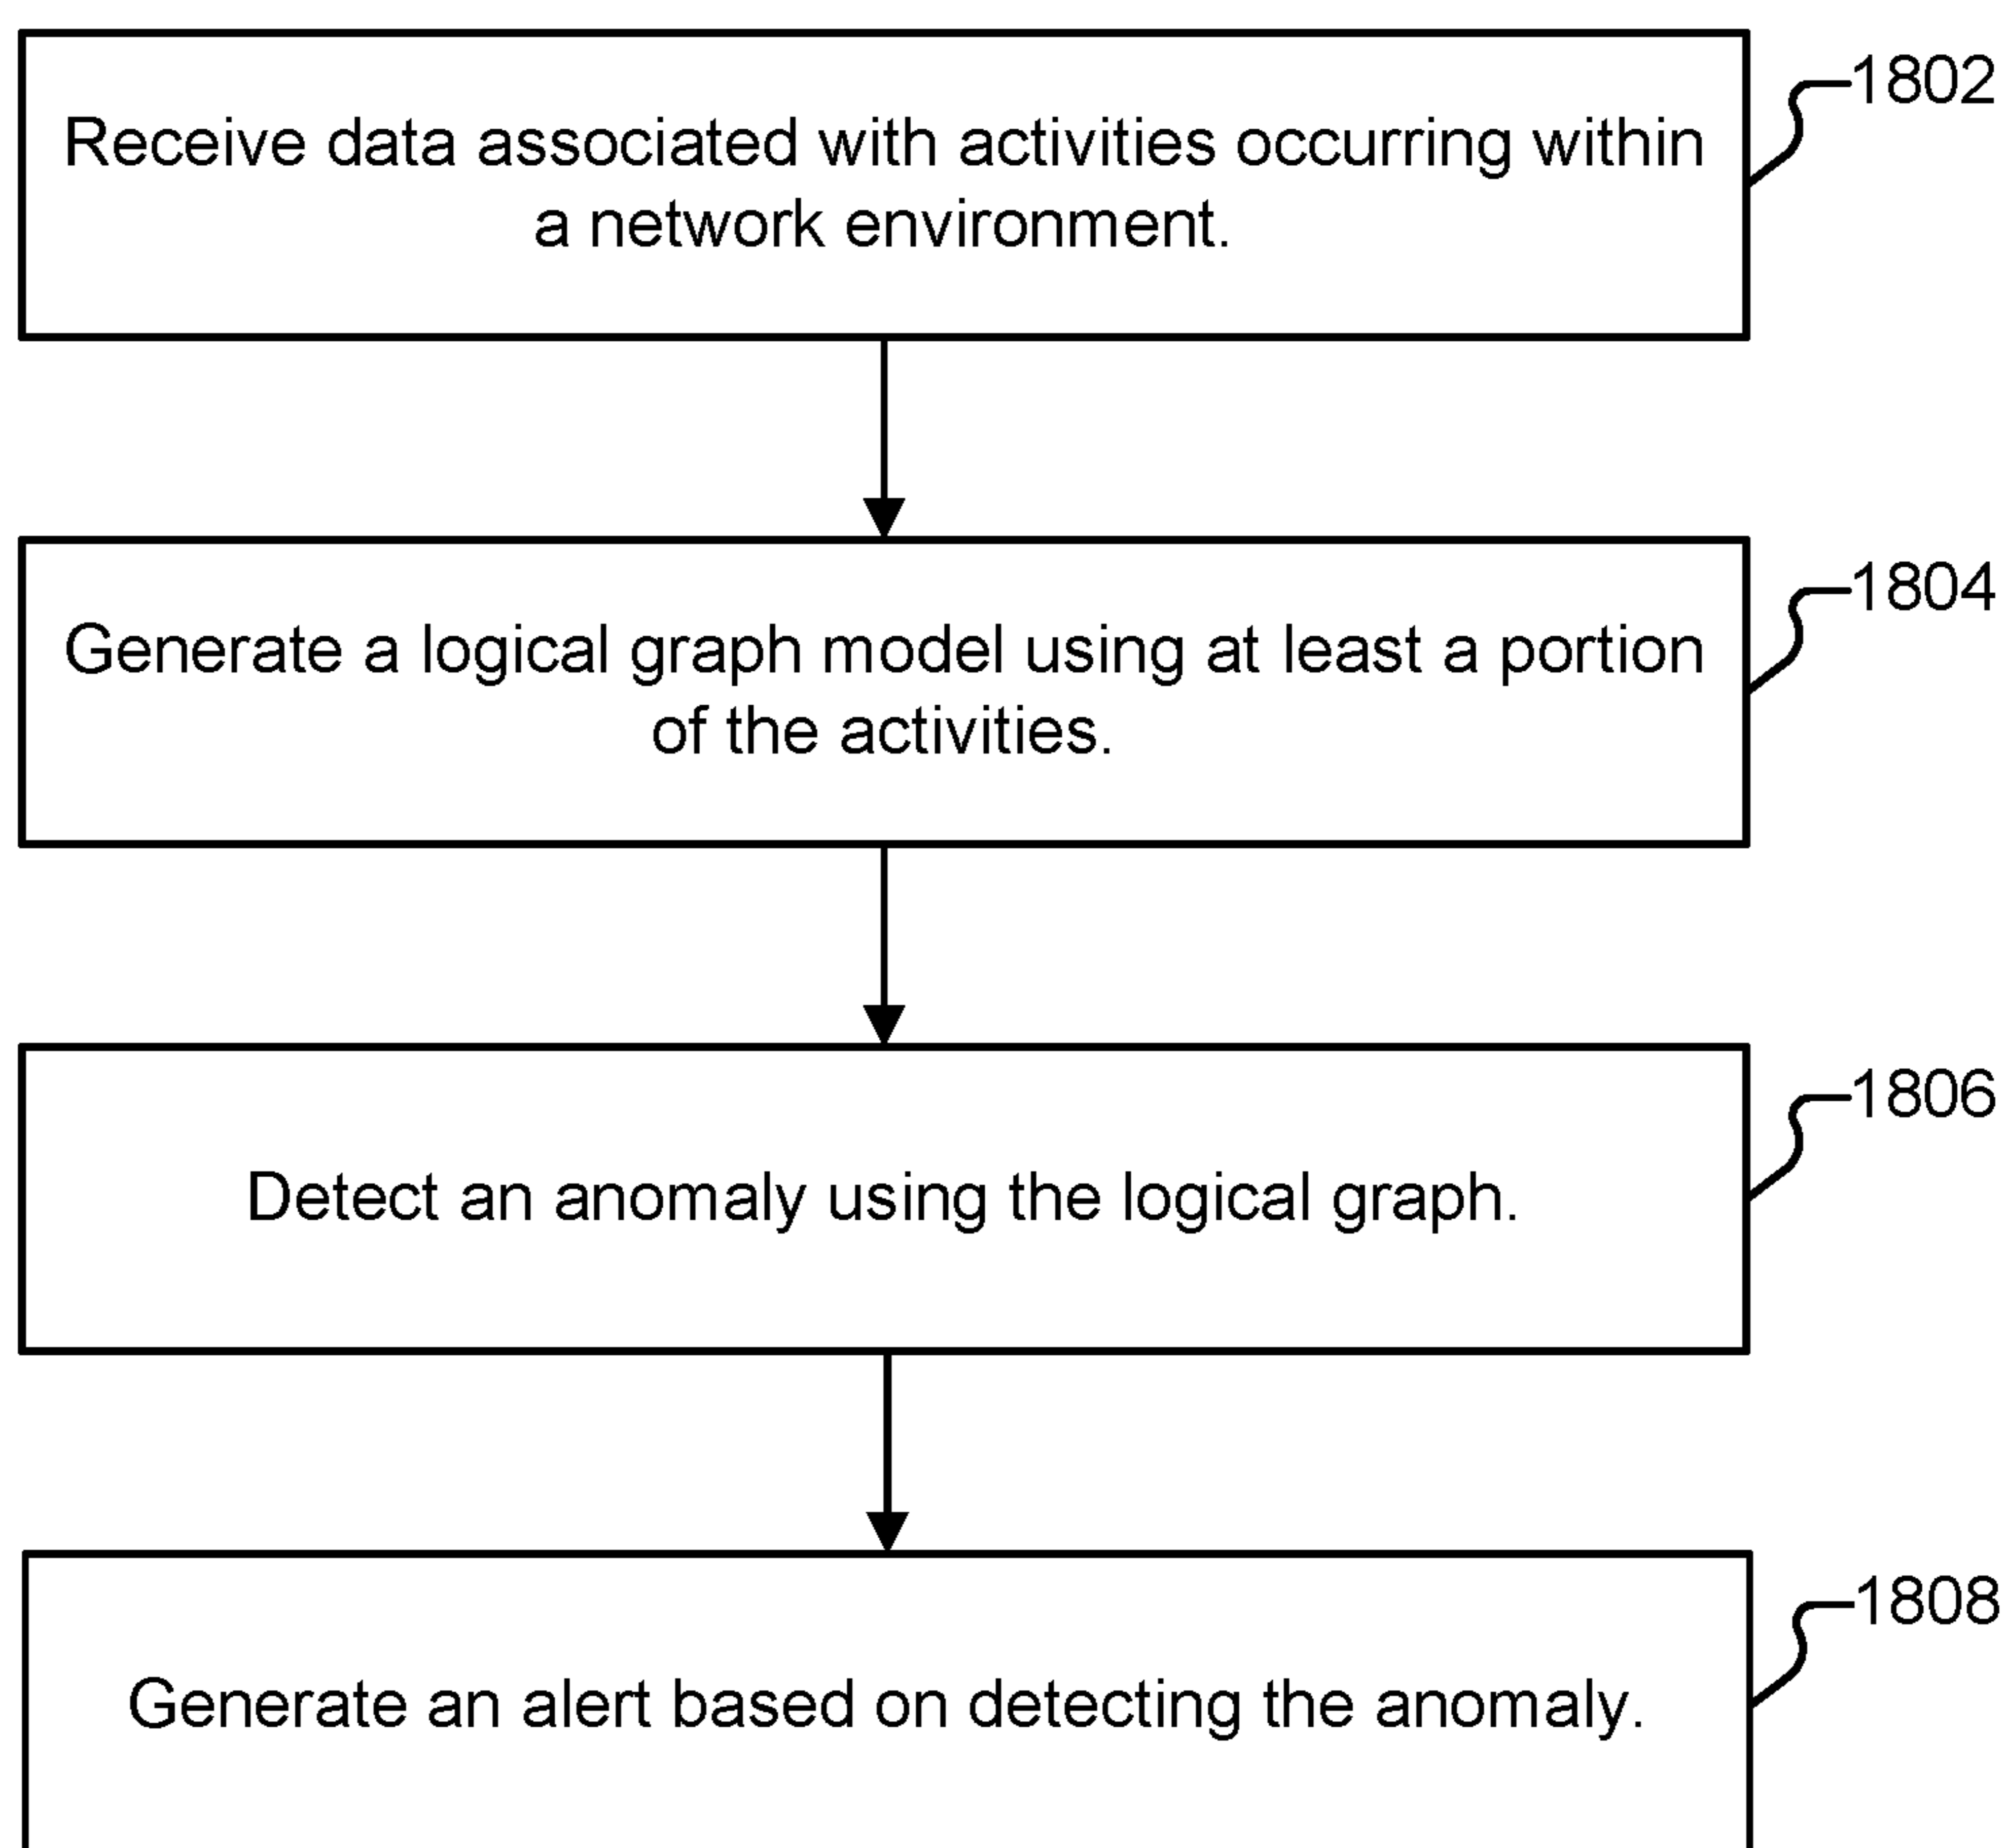 1802
Receive data associated with activities occurring within
a network environment.
1804
Generate a logical graph model using at least a portion
of the activities.
1806
Detect an anomaly using the logical graph.
1808
Generate an alert based on detecting the anomaly.